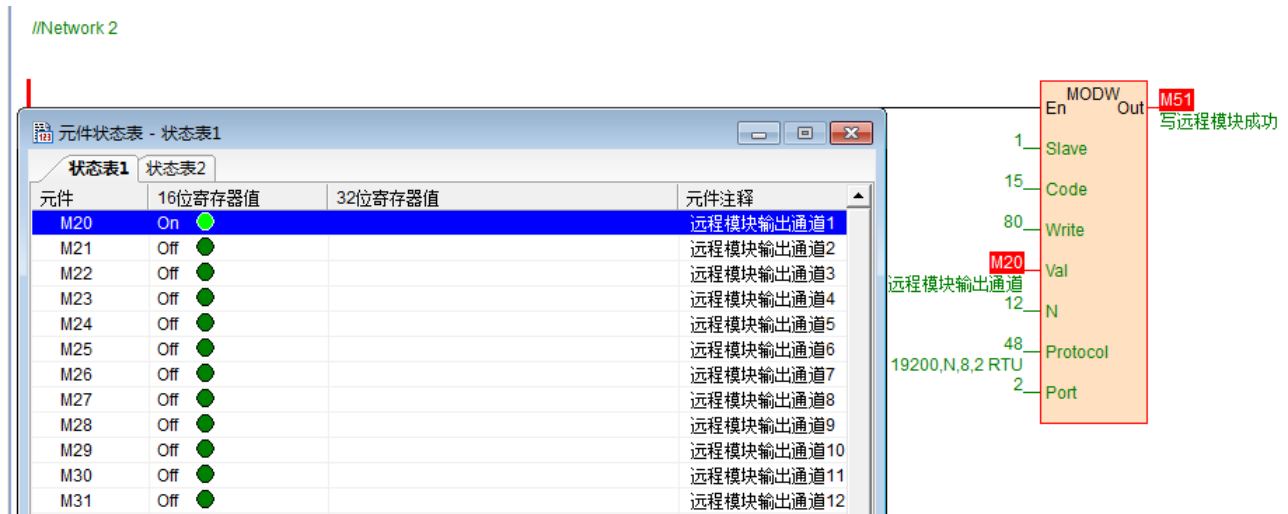 //Network 2
MODW
En Out M51
写远程模块成功
1 Slave
15 Code
80 Write
M20 Val
远程模块输出通道
12 N
48 Protocol
19200,N,8,2 RTU
2 Port
元件状态表 - 状态表1
状态表1 状态表2
元件 16位寄存器值 32位寄存器值 元件注释
M20 On 远程模块输出通道1
M21 Off 远程模块输出通道2
M22 Off 远程模块输出通道3
M23 Off 远程模块输出通道4
M24 Off 远程模块输出通道5
M25 Off 远程模块输出通道6
M26 Off 远程模块输出通道7
M27 Off 远程模块输出通道8
M28 Off 远程模块输出通道9
M29 Off 远程模块输出通道10
M30 Off 远程模块输出通道11
M31 Off 远程模块输出通道12